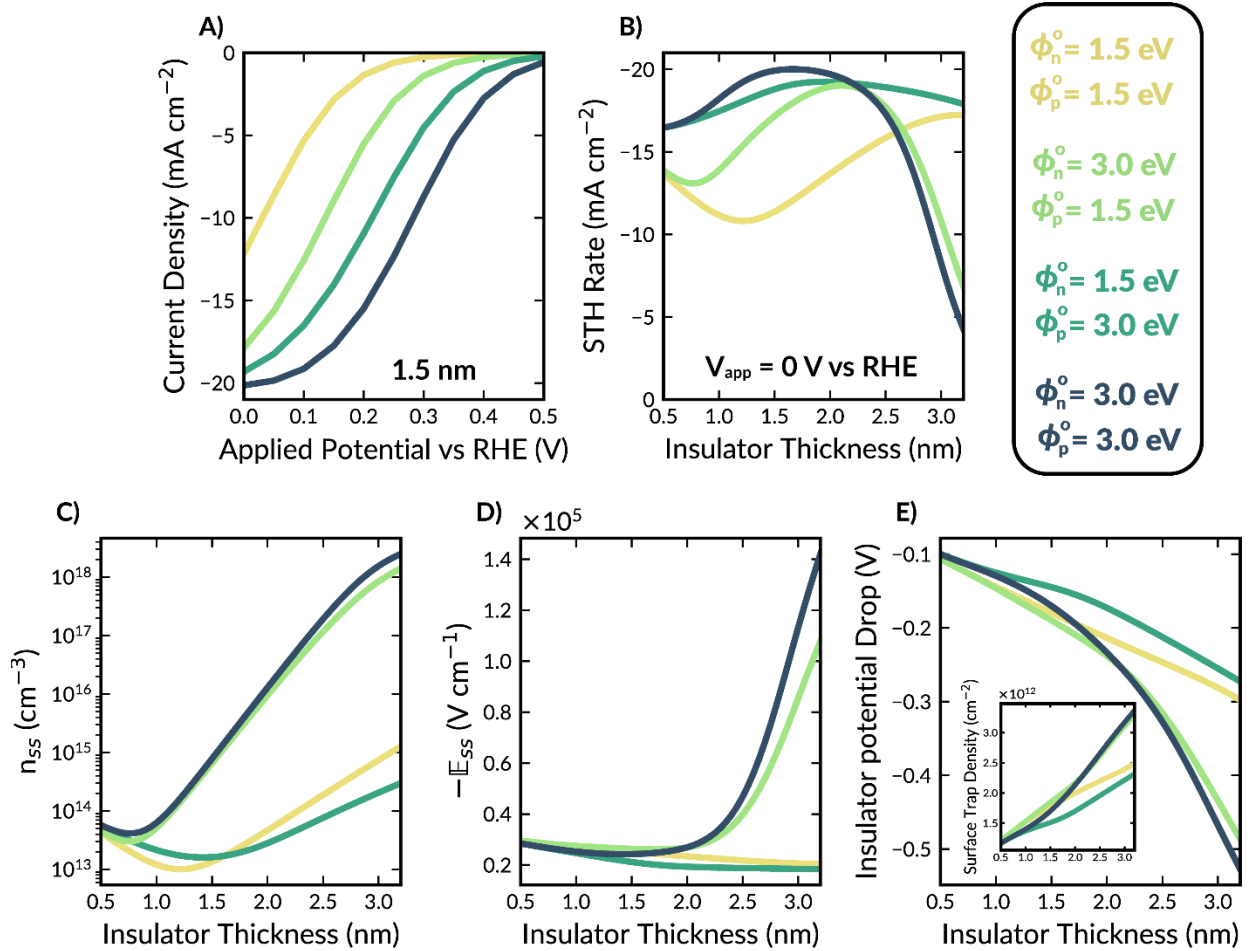 A)
Current Density (mA cm⁻²)
0
−5
−10
−15
−20
1.5 nm
0.0 0.1 0.2 0.3 0.4 0.5
Applied Potential vs RHE (V)
B)
STH Rate (mA cm⁻²)
−20
−15
−10
−5
0
V_app = 0 V vs RHE
0.5 1.0 1.5 2.0 2.5 3.0
Insulator Thickness (nm)
ϕₙᵒ = 1.5 eV
ϕₚᵒ = 1.5 eV
ϕₙᵒ = 3.0 eV
ϕₚᵒ = 1.5 eV
ϕₙᵒ = 1.5 eV
ϕₚᵒ = 3.0 eV
ϕₙᵒ = 3.0 eV
ϕₚᵒ = 3.0 eV
C)
n_ss (cm⁻³)
10¹⁸
10¹⁷
10¹⁶
10¹⁵
10¹⁴
10¹³
0.5 1.0 1.5 2.0 2.5 3.0
Insulator Thickness (nm)
D)
×10⁵
−𝔼_ss (V cm⁻¹)
1.4
1.2
1.0
0.8
0.6
0.4
0.2
0.5 1.0 1.5 2.0 2.5 3.0
Insulator Thickness (nm)
E)
Insulator potential Drop (V)
−0.1
−0.2
−0.3
−0.4
−0.5
×10¹²
Surface Trap Density (cm⁻²)
3.0
2.5
2.0
1.5
0.5 1.0 1.5 2.0 2.5 3.0
0.5 1.0 1.5 2.0 2.5 3.0
Insulator Thickness (nm)